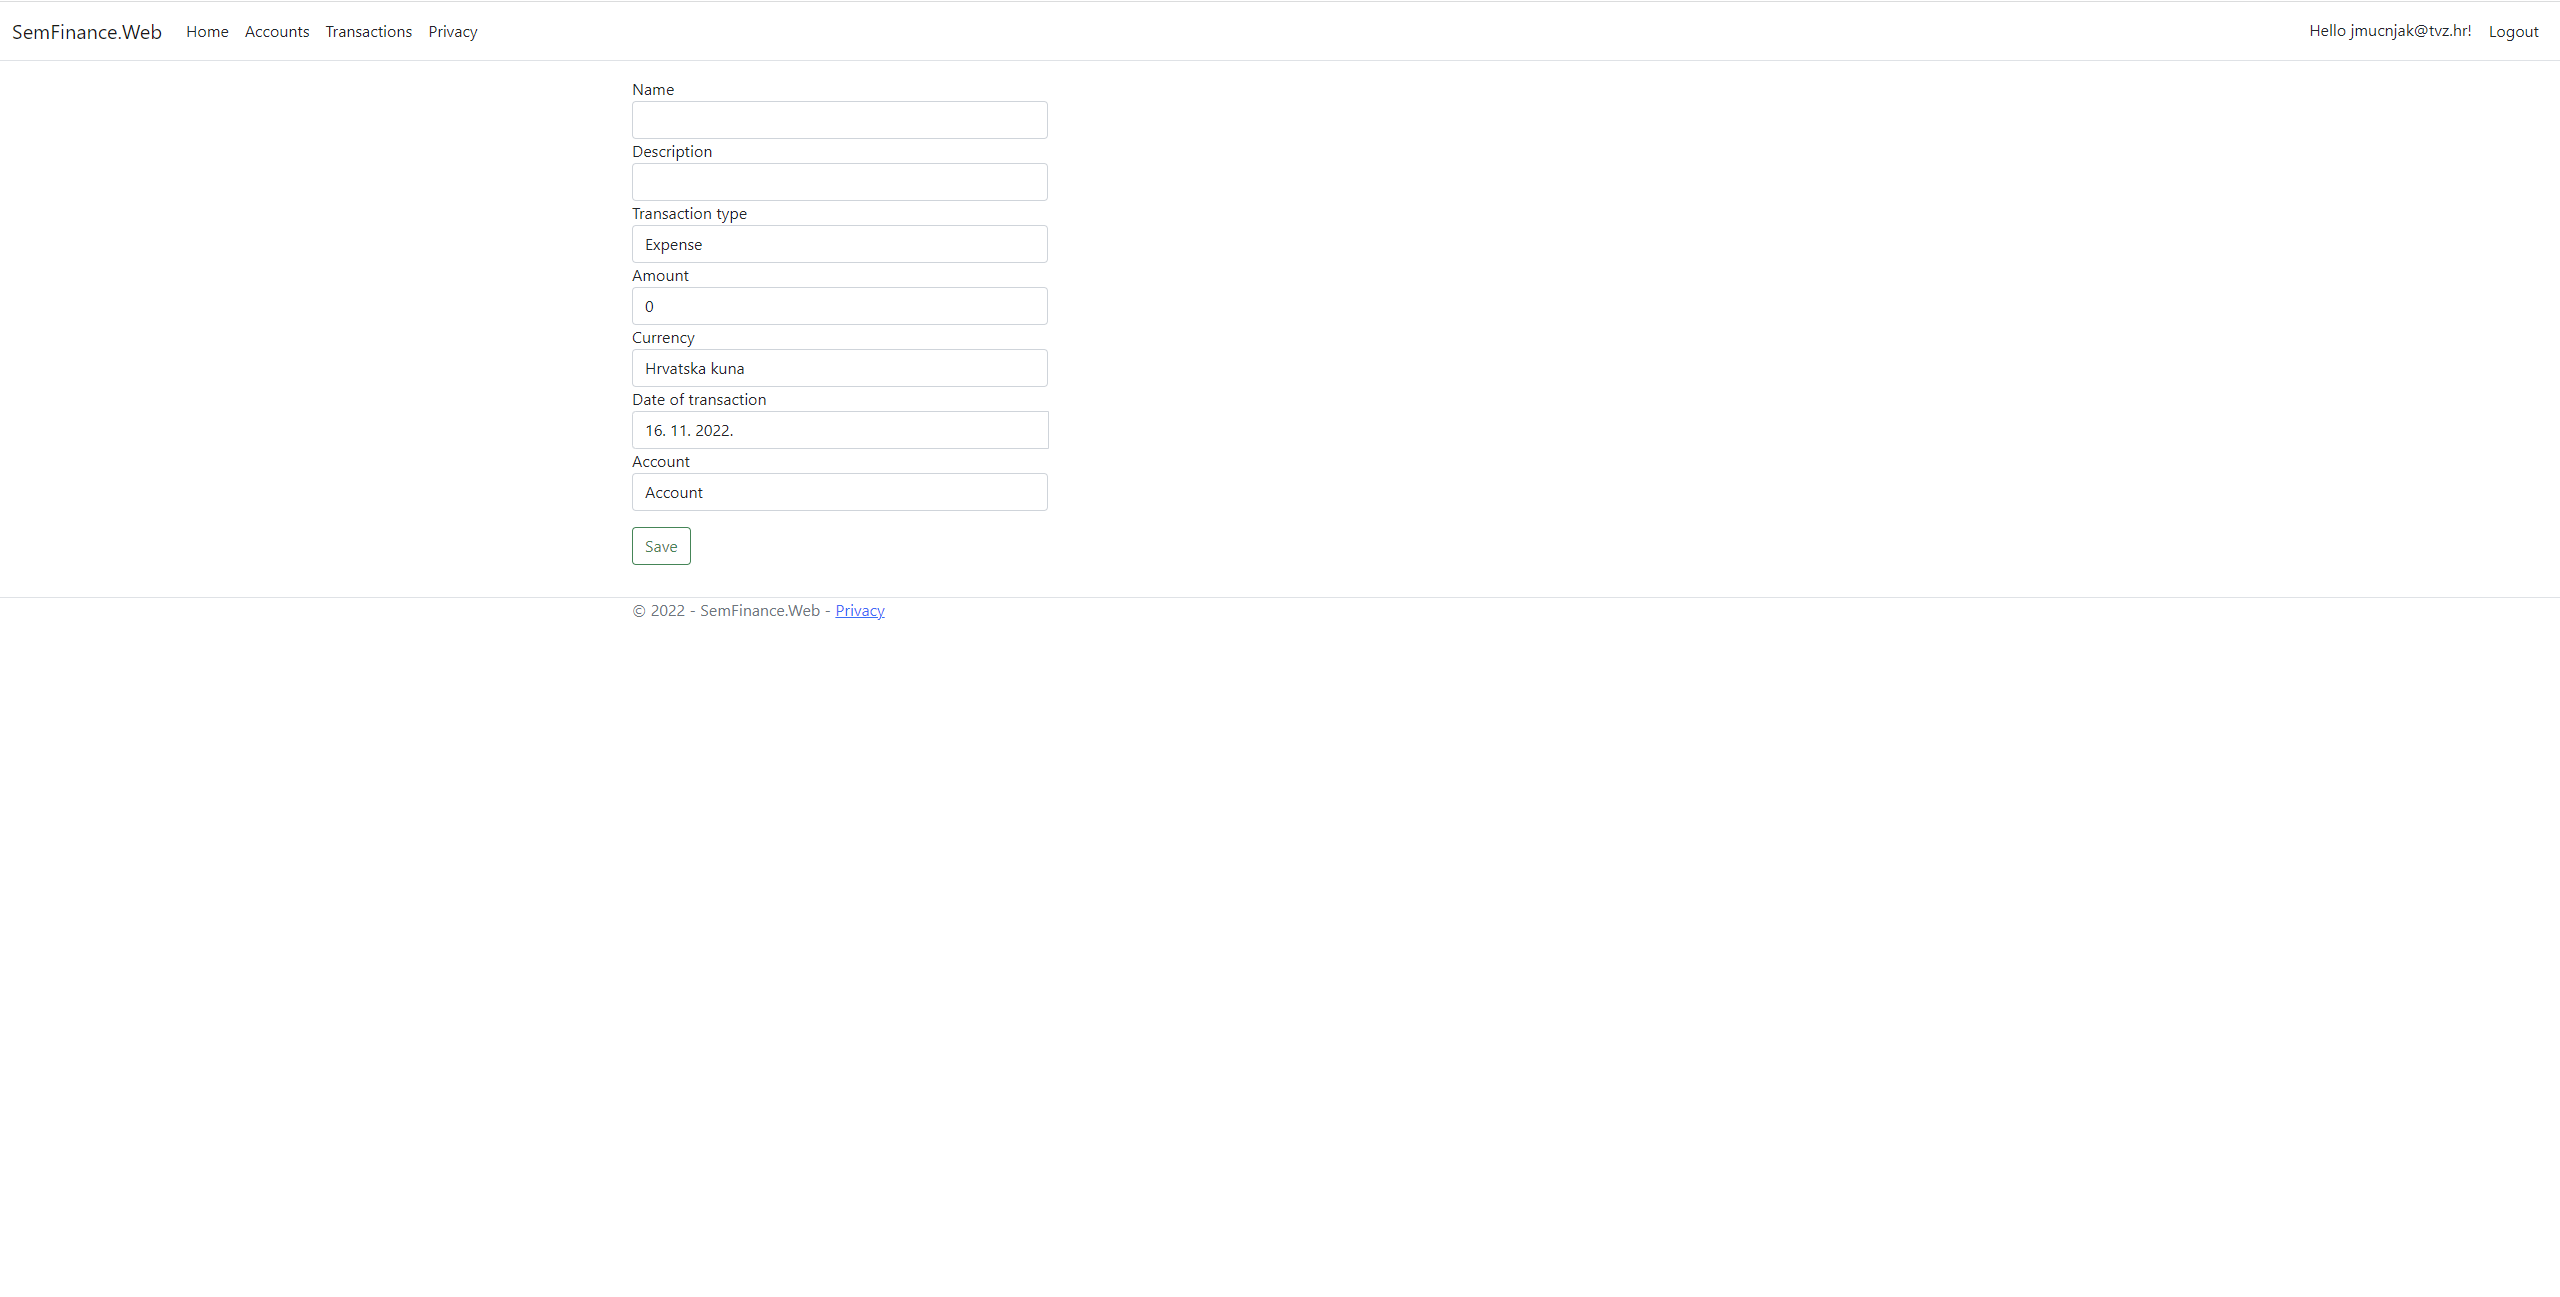 SemFinance.Web Home Accounts Transactions Privacy Hello jmucnjak@tvz.hr! Logout
Name
Description
Transaction type
Expense
Amount
0
Currency
Hrvatska kuna
Date of transaction
16. 11. 2022.
Account
Account
Save
© 2022 - SemFinance.Web - Privacy